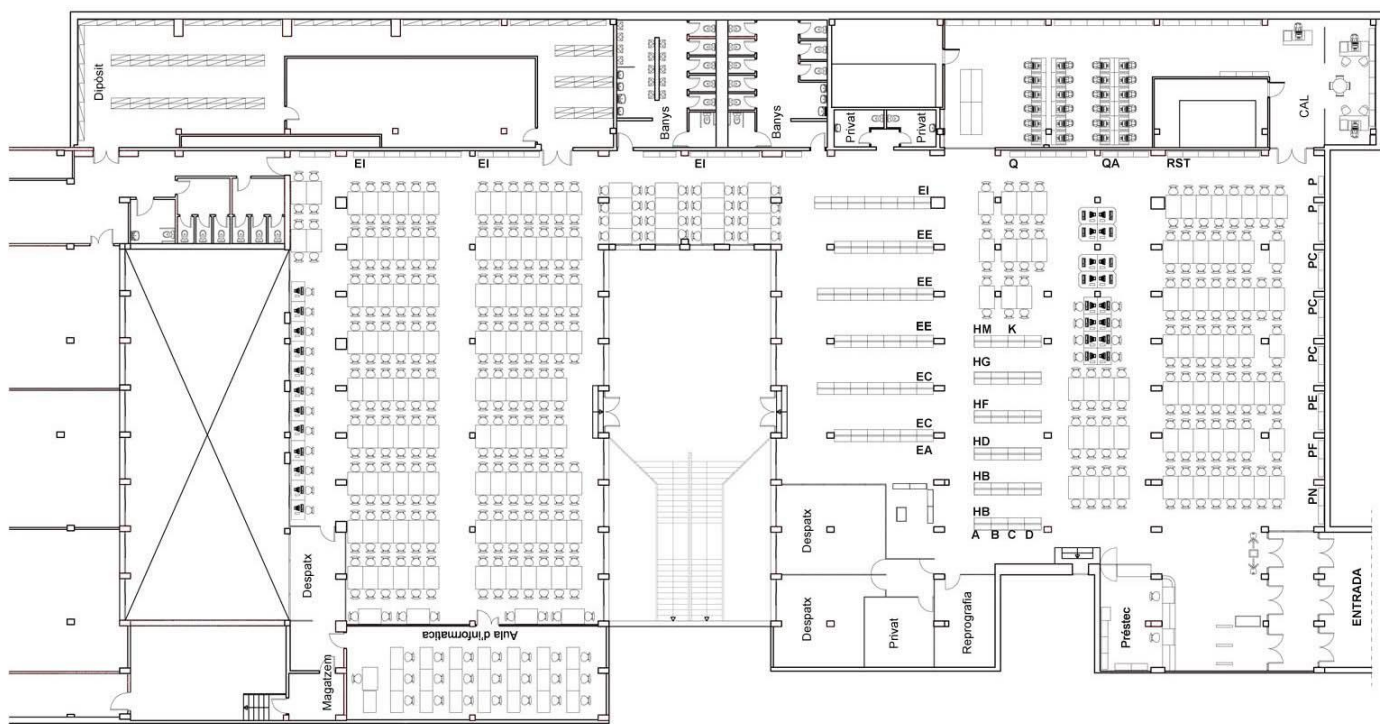 Dipòsit
Banys
Banys
Privat
Privat
CAL
EI
EI
EI
Q
QA
RST
P
P
EI
EE
PC
EE
PC
EE
HM
K
PC
HG
EC
PE
HF
EC
EA
HD
PF
HB
PN
HB
A
B
C
D
Despatx
Despatx
Despatx
Privat
Reprografia
Préstec
ENTRADA
Aula d'informatica
Magatzem